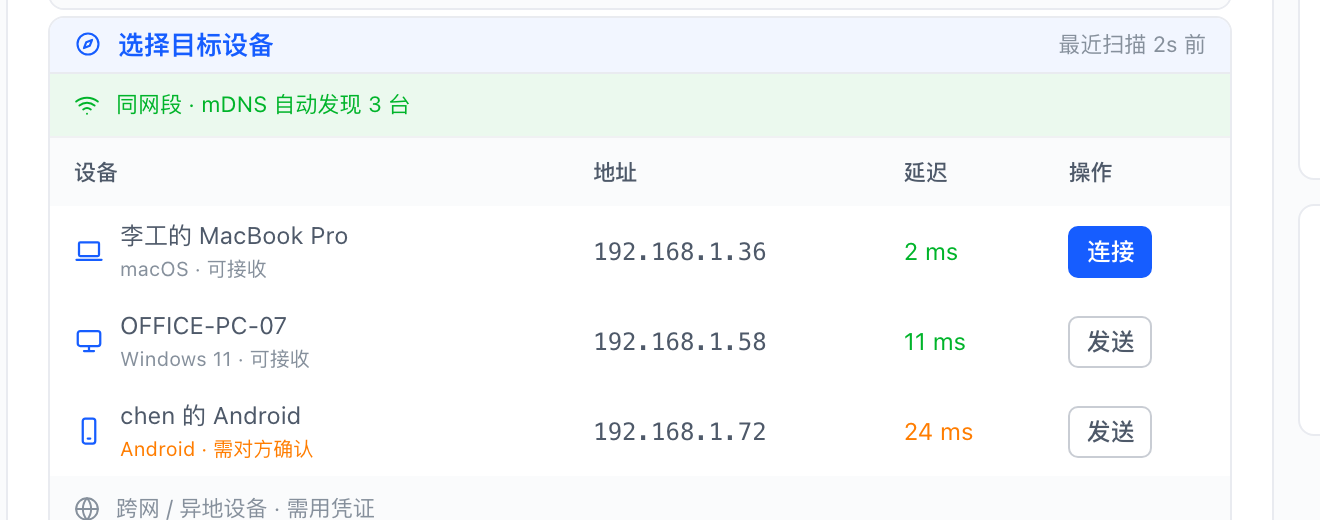 选择目标设备 最近扫描 2s 前
同网段 · mDNS 自动发现 3 台
设备 地址 延迟 操作
李工的 MacBook Pro
macOS · 可接收
192.168.1.36 2 ms 连接
OFFICE-PC-07
Windows 11 · 可接收
192.168.1.58 11 ms 发送
chen 的 Android
Android · 需对方确认
192.168.1.72 24 ms 发送
跨网 / 异地设备 · 需用凭证